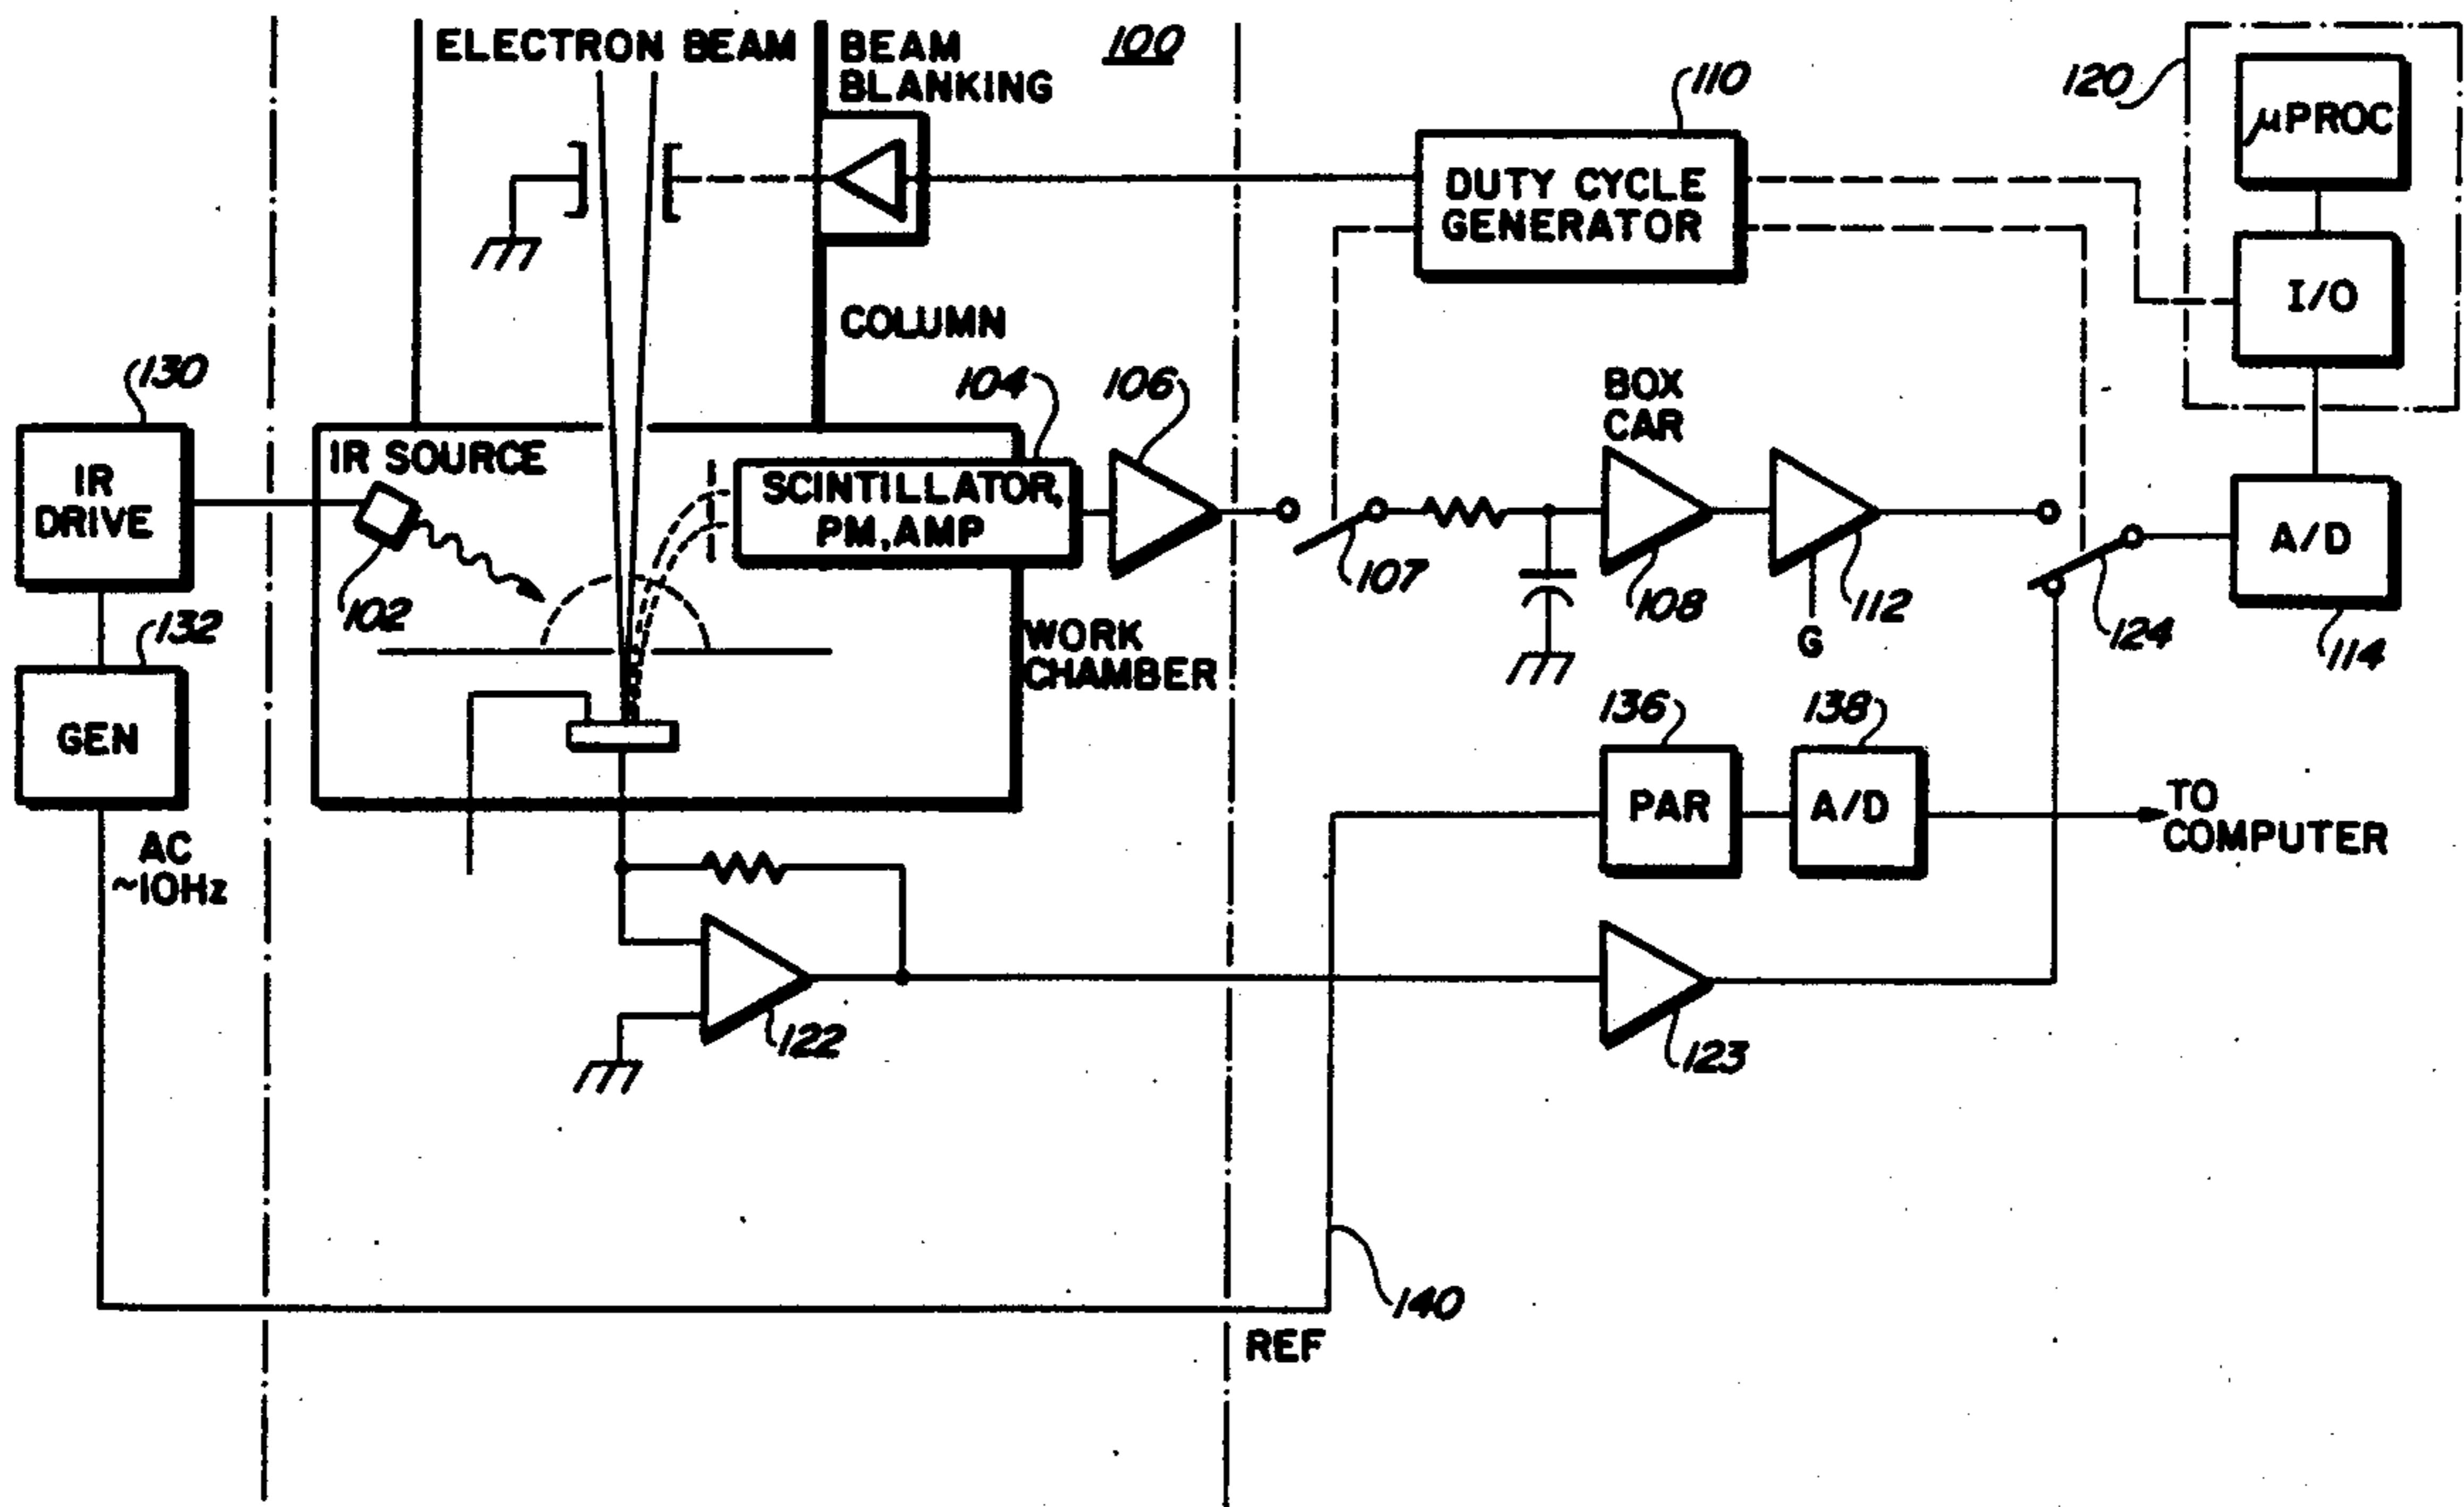 ELECTRON BEAM
BEAM
BLANKING
100
110
120
μPROC
DUTY CYCLE
GENERATOR
I/O
COLUMN
130
104
106
BOX
CAR
IR
DRIVE
IR SOURCE
SCINTILLATOR,
PM, AMP
A/D
102
107
108
112
G
124
114
132
WORK
CHAMBER
GEN
136
138
PAR
A/D
TO
COMPUTER
AC
~10Hz
122
123
140
REF